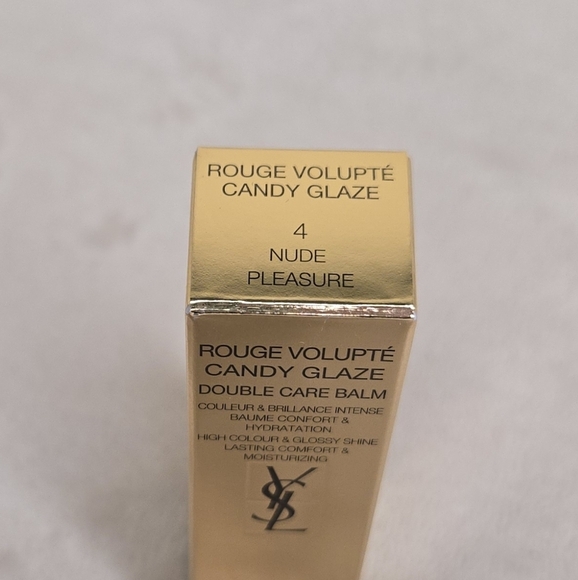 ROUGE VOLUPTÉ
CANDY GLAZE
4
NUDE
PLEASURE
ROUGE VOLUPTÉ
CANDY GLAZE
DOUBLE CARE BALM
COULEUR & BRILLANCE INTENSE
BAUME CONFORT &
HYDRATATION
HIGH COLOUR & GLOSSY SHINE
LASTING COMFORT &
MOISTURIZING
YSL